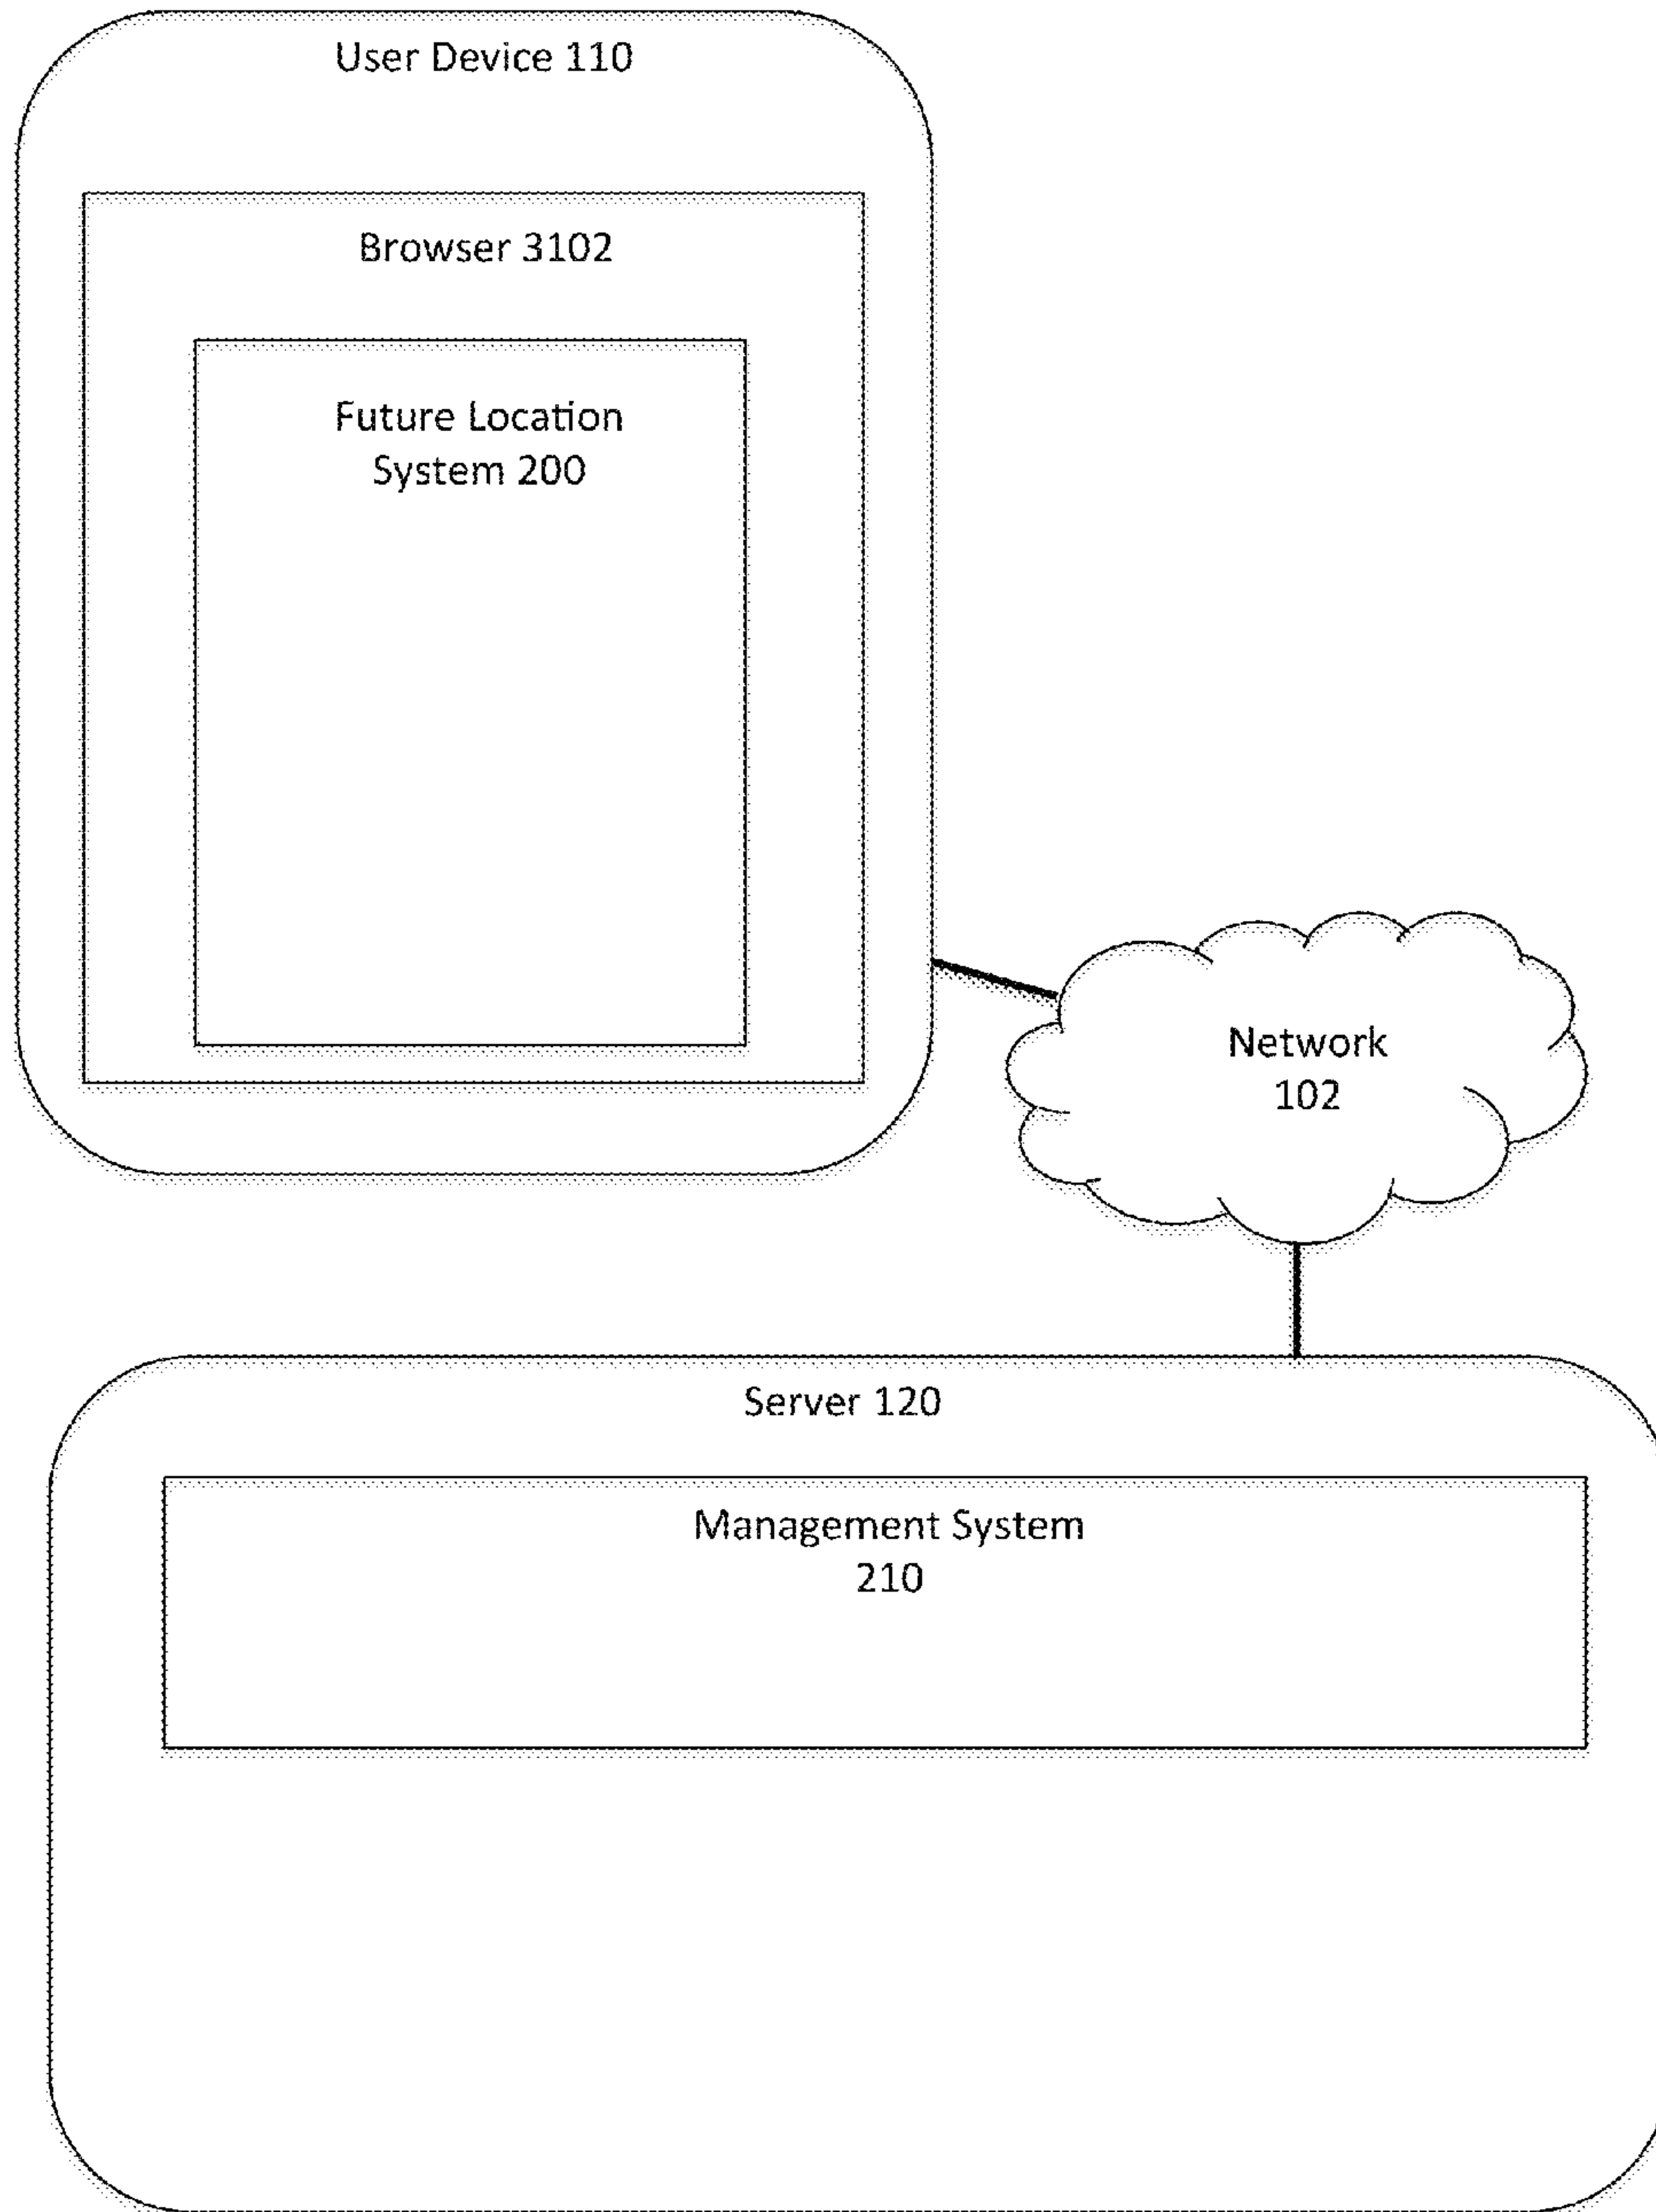 User Device 110
Browser 3102
Future Location
System 200
Network
102
Server 120
Management System
210